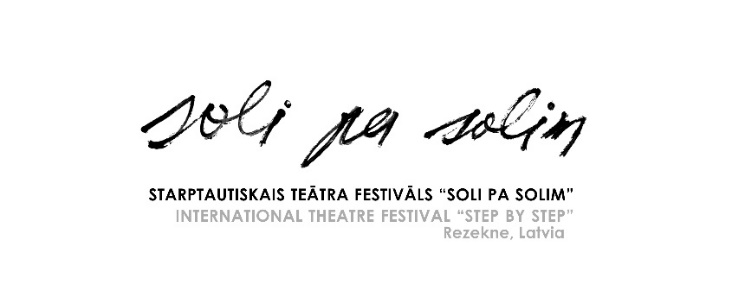 soli pa solim
STARPTAUTISKAIS TEĀTRA FESTIVĀLS “SOLI PA SOLIM”
INTERNATIONAL THEATRE FESTIVAL “STEP BY STEP”
Rezekne, Latvia